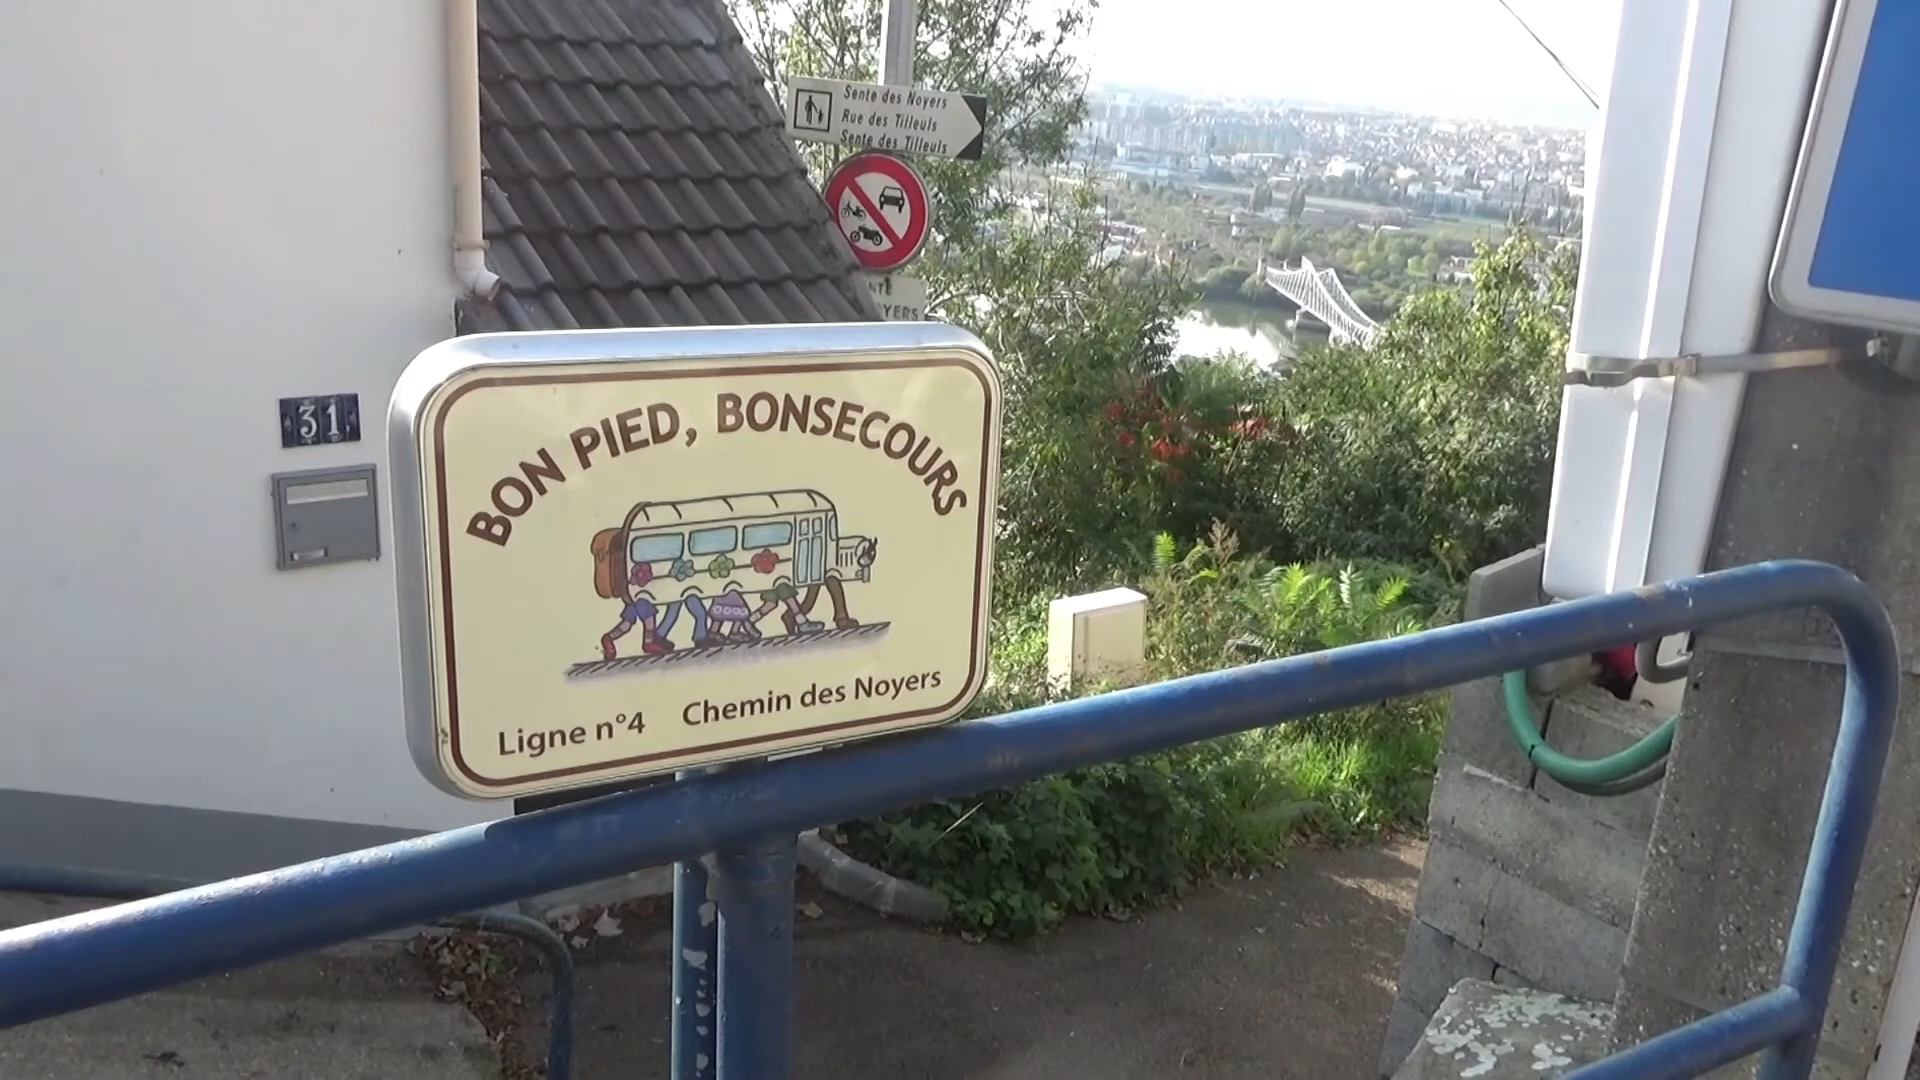 Sente des Noyers
Rue des Tilleuls
Sente des Tilleuls
31
BON PIED, BONSECOURS
Ligne n°4 Chemin des Noyers